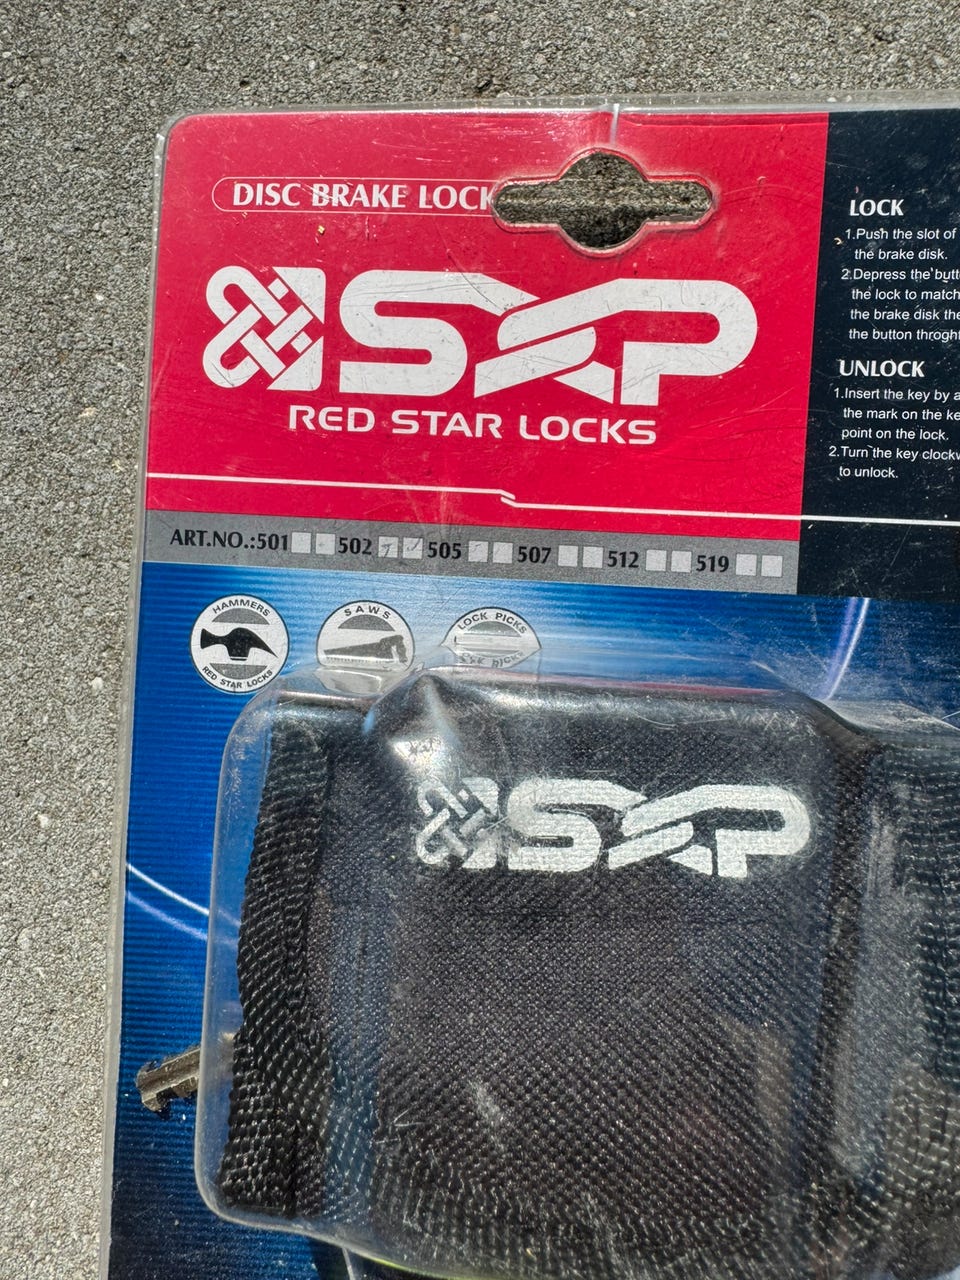 DISC BRAKE LOCK
SXP
RED STAR LOCKS
ART.NO.:501 502 505 507 512 519
HAMMERS
RED STAR LOCKS
SAWS
LOCK PICKS
SXP
LOCK
1.Push the slot of
the brake disk.
2.Depress the butt
the lock to match
the brake disk the
the button throght
UNLOCK
1.Insert the key by a
the mark on the ke
point on the lock.
2.Turn the key clockw
to unlock.